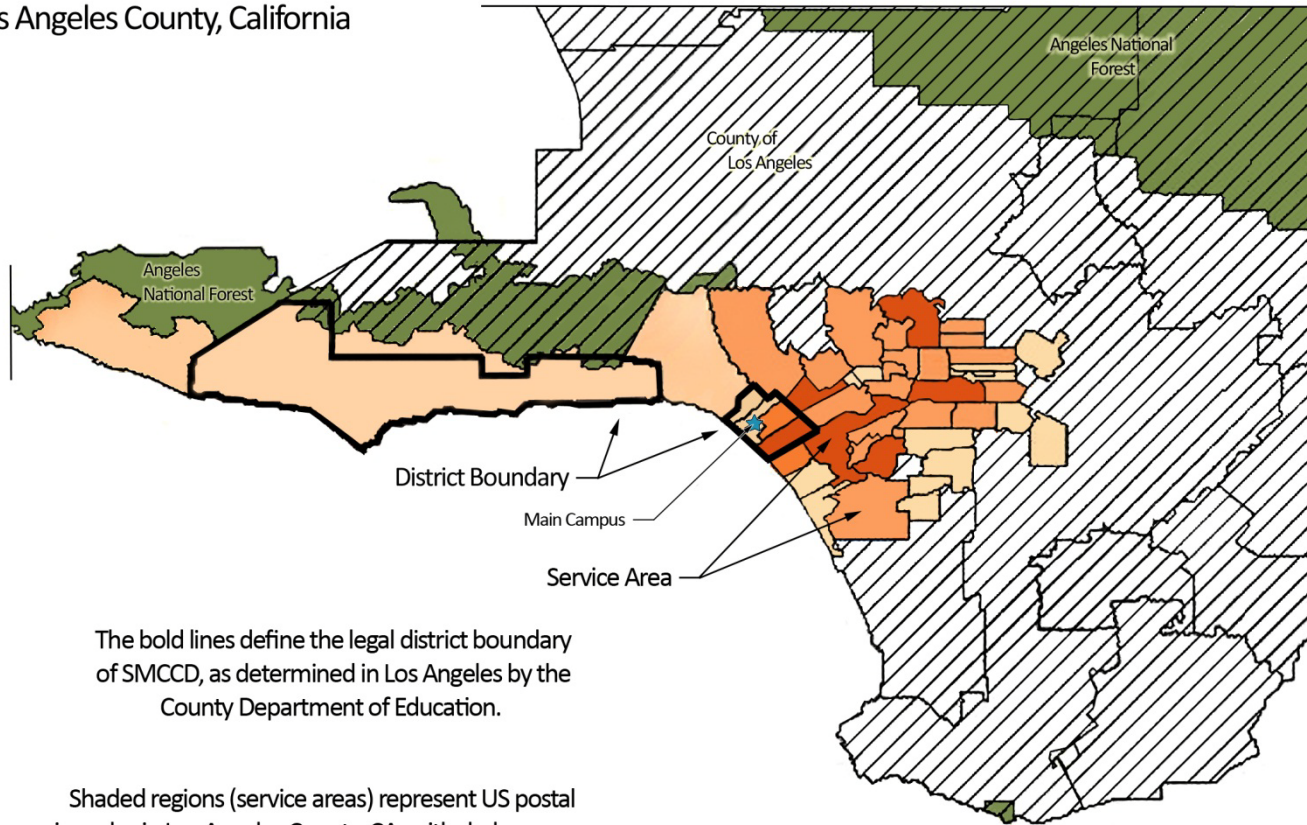 s Angeles County, California
Angeles National
Forest
County of
Los Angeles
Angeles
National Forest
District Boundary
Main Campus
Service Area
The bold lines define the legal district boundary
of SMCCD, as determined in Los Angeles by the
County Department of Education.
Shaded regions (service areas) represent US postal